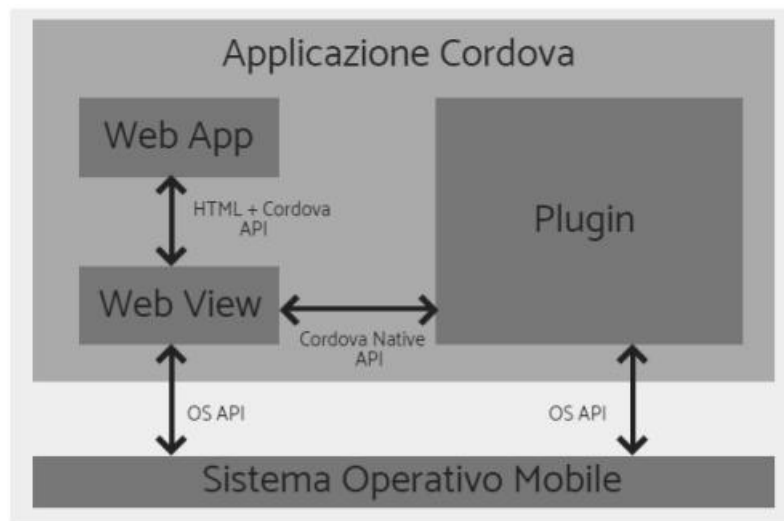 Applicazione Cordova
Web App
HTML + Cordova
API
Plugin
Web View
Cordova Native
API
OS API
OS API
Sistema Operativo Mobile